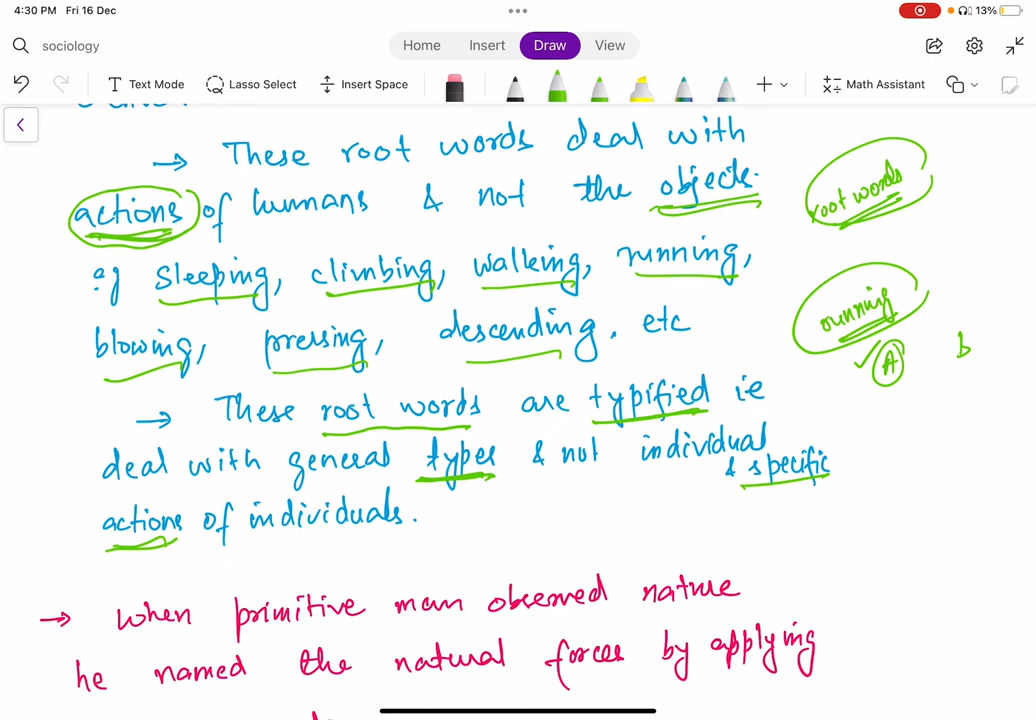 4:30 PM Fri 16 Dec
13%
sociology
Home Insert Draw View
Text Mode Lasso Select Insert Space Math Assistant
→ These root words deal with
actions of humans & not the objects.
root words
eg sleeping, climbing, walking, running,
running
blowing, pressing, descending, etc
A
b
→ These root words are typified ie
deal with general types & not individual
& specific
actions of individuals.
→ When primitive man observed nature
he named the natural forces by applying